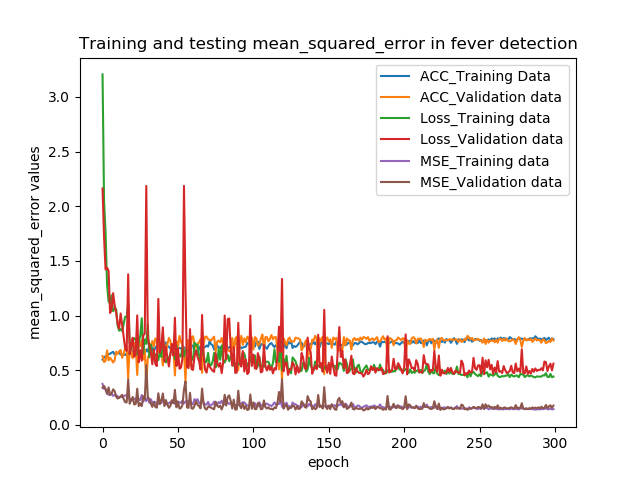 Training and testing mean_squared_error in fever detection
ACC_Training Data
ACC_Validation data
Loss_Training data
Loss_Validation data
MSE_Training data
MSE_Validation data
mean_squared_error values
3.0
2.5
2.0
1.5
1.0
0.5
0.0
0 50 100 150 200 250 300
epoch